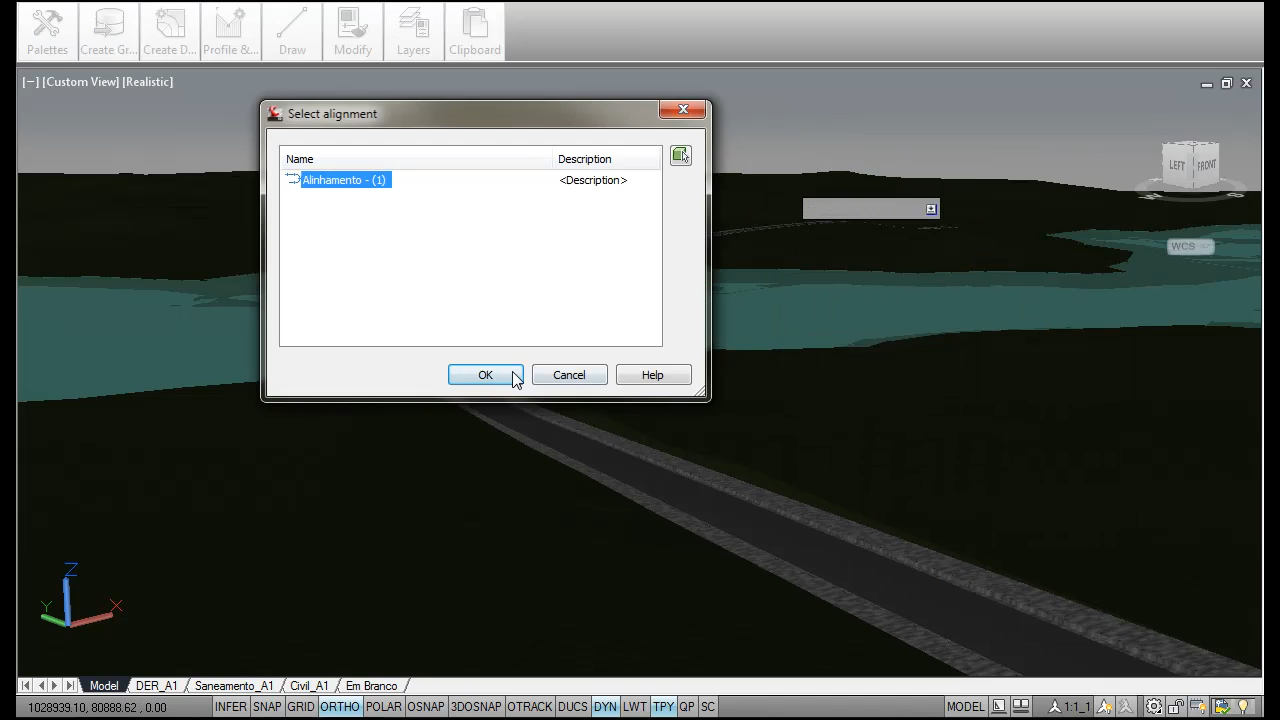 Palettes Create Gr... Create D... Profile &... Draw Modify Layers Clipboard
[−] [Custom View] [Realistic]
Select alignment
Name Description
Alinhamento - (1) <Description>
OK Cancel Help
LEFT FRONT
WCS
Z
Y X
Model DER_A1 Saneamento_A1 Civil_A1 Em Branco
1028939.10, 80888.62 , 0.00 INFER SNAP GRID ORTHO POLAR OSNAP 3DOSNAP OTRACK DUCS DYN LWT TPY QP SC MODEL 1:1_1